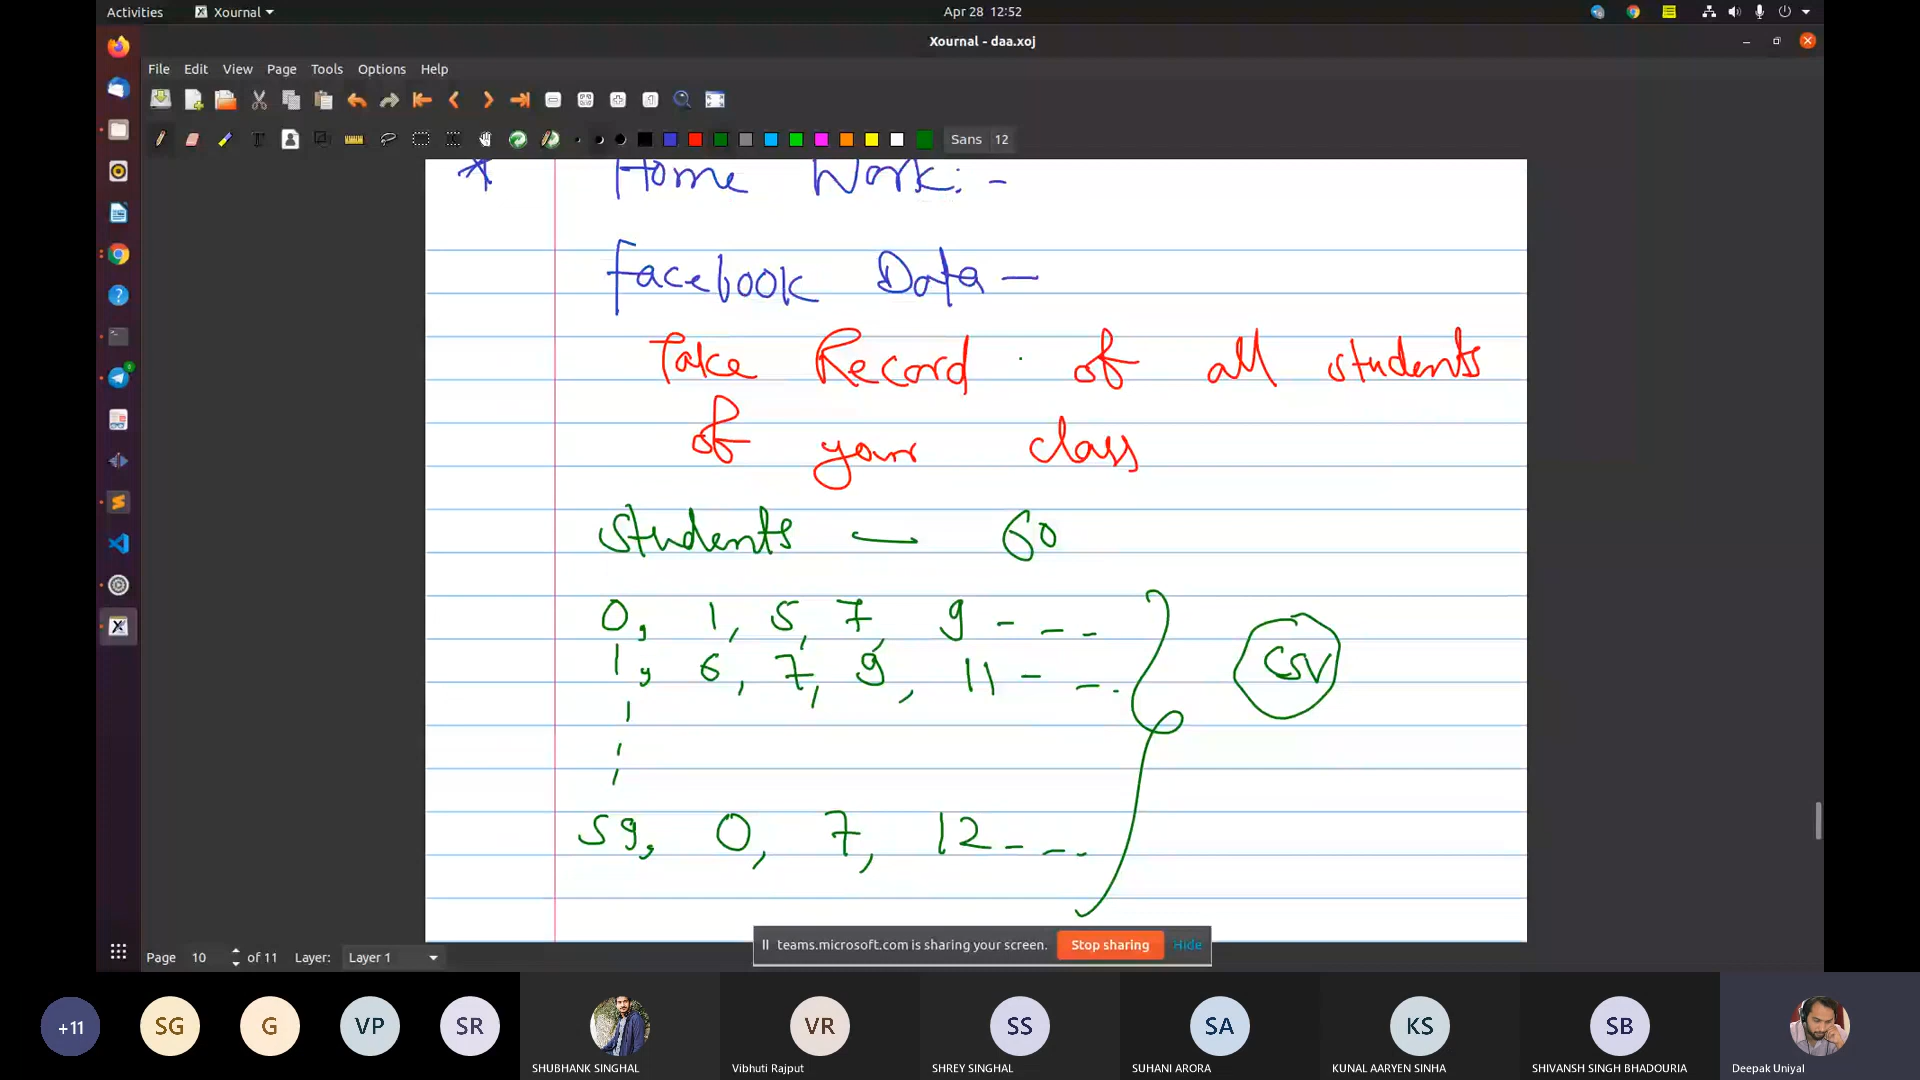 Activities Xournal Apr 28 12:52
Xournal - daa.xoj
File Edit View Page Tools Options Help
Sans 12
* Home Work: -
Facebook Data -
Take Record of all students
of your class
Students - 60
0, 1, 5, 7, 9 - - -
1, 6, 7, 9, 11 - - .
CSV
59, 0, 7, 12 - - -
teams.microsoft.com is sharing your screen. Stop sharing Hide
Page 10 of 11 Layer: Layer 1
+11 SG G VP SR VR SS SA KS SB
SHUBHANK SINGHAL Vibhuti Rajput SHREY SINGHAL SUHANI ARORA KUNAL AARYEN SINHA SHIVANSH SINGH BHADOURIA Deepak Uniyal